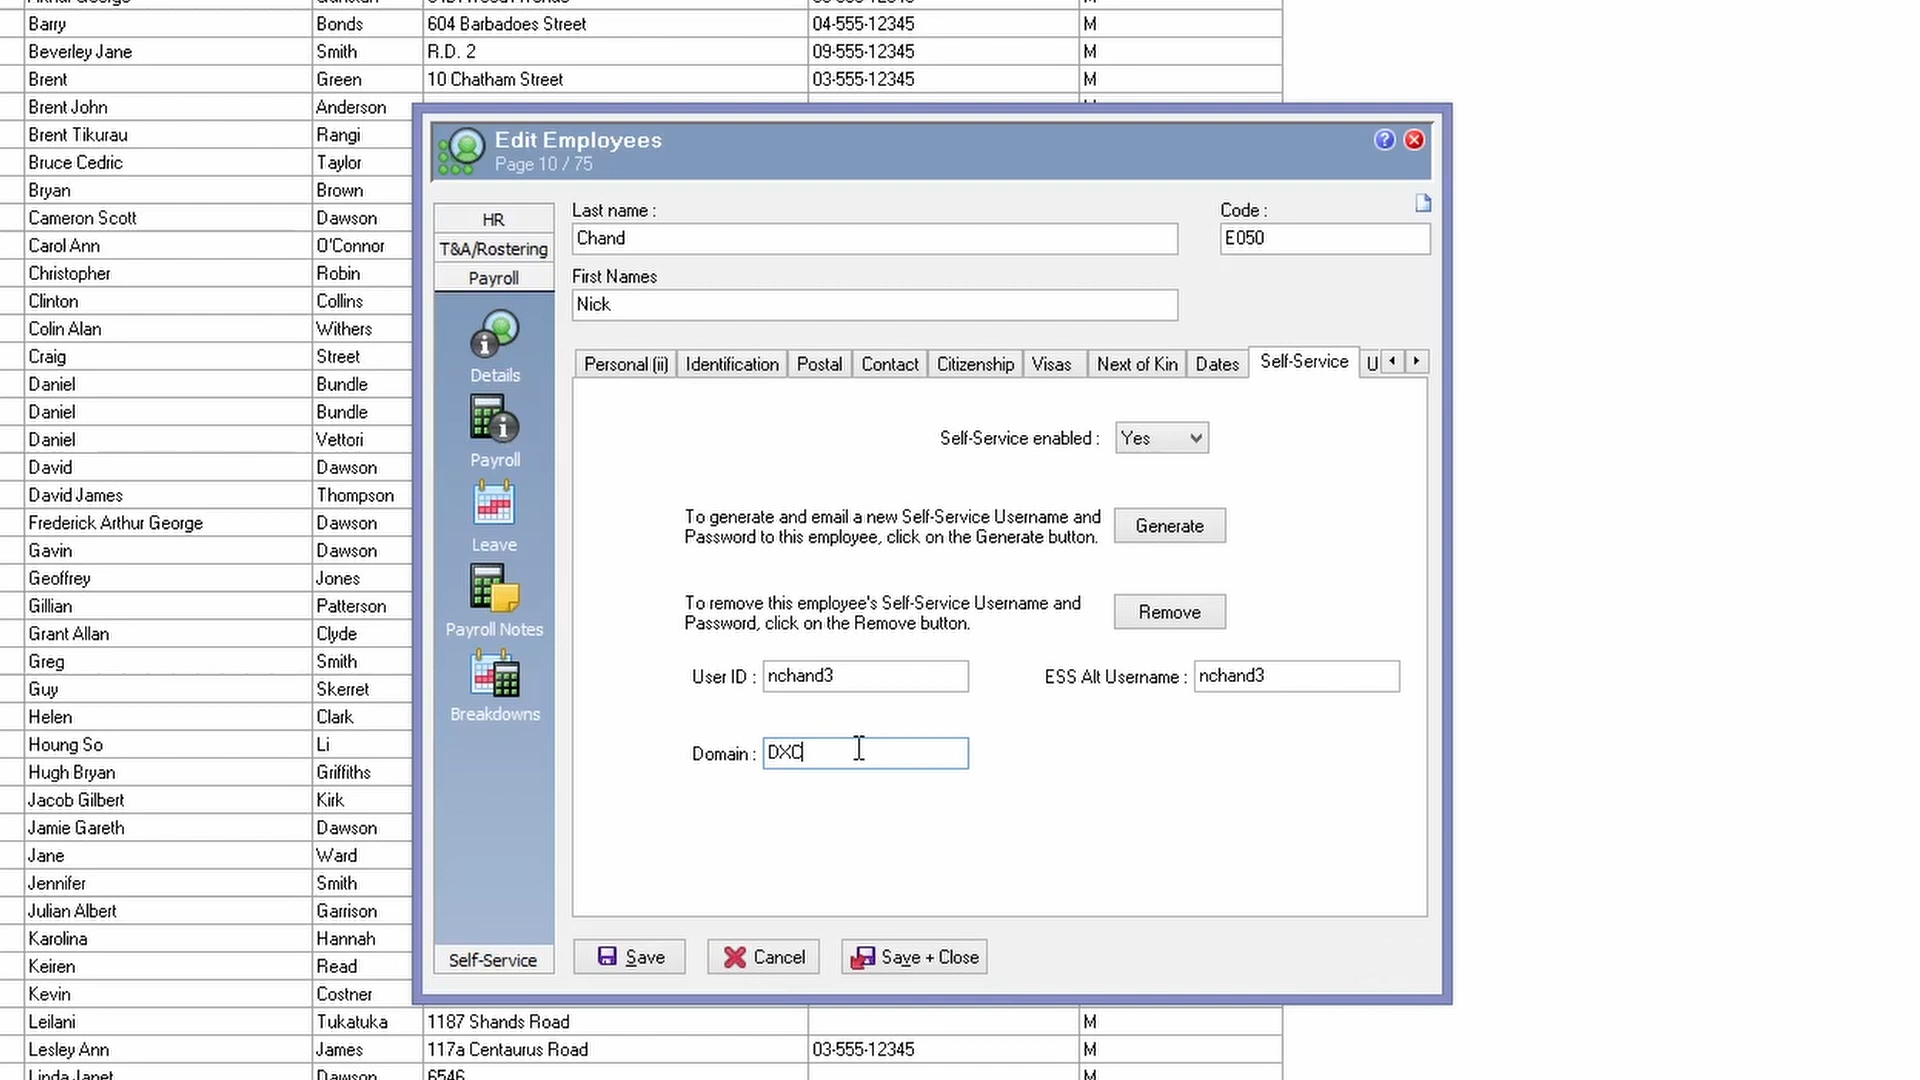 Barry Bonds 604 Barbadoes Street 04-555-12345 M
Beverley Jane Smith R.D. 2 09-555-12345 M
Brent Green 10 Chatham Street 03-555-12345 M
Brent John Anderson
Brent Tikurau Rangi
Bruce Cedric Taylor
Bryan Brown
Cameron Scott Dawson
Carol Ann O'Connor
Christopher Robin
Clinton Collins
Colin Alan Withers
Craig Street
Daniel Bundle
Daniel Bundle
Daniel Vettori
David Dawson
David James Thompson
Frederick Arthur George Dawson
Gavin Dawson
Geoffrey Jones
Gillian Patterson
Grant Allan Clyde
Greg Smith
Guy Skerret
Helen Clark
Houng So Li
Hugh Bryan Griffiths
Jacob Gilbert Kirk
Jamie Gareth Dawson
Jane Ward
Jennifer Smith
Julian Albert Garrison
Karolina Hannah
Keiren Read
Kevin Costner
Leilani Tukatuka 1187 Shands Road M
Lesley Ann James 117a Centaurus Road 03-555-12345 M
Linda Janet Dawson 6546 M
Edit Employees
Page 10 / 75
HR
T&A/Rostering
Payroll
Details
Payroll
Leave
Payroll Notes
Breakdowns
Self-Service
Last name :
Chand
Code :
E050
First Names
Nick
Personal (ii) Identification Postal Contact Citizenship Visas Next of Kin Dates Self-Service U
Self-Service enabled : Yes
To generate and email a new Self-Service Username and
Password to this employee, click on the Generate button.
Generate
To remove this employee's Self-Service Username and
Password, click on the Remove button.
Remove
User ID : nchand3 ESS Alt Username : nchand3
Domain : DXC
Save Cancel Save + Close